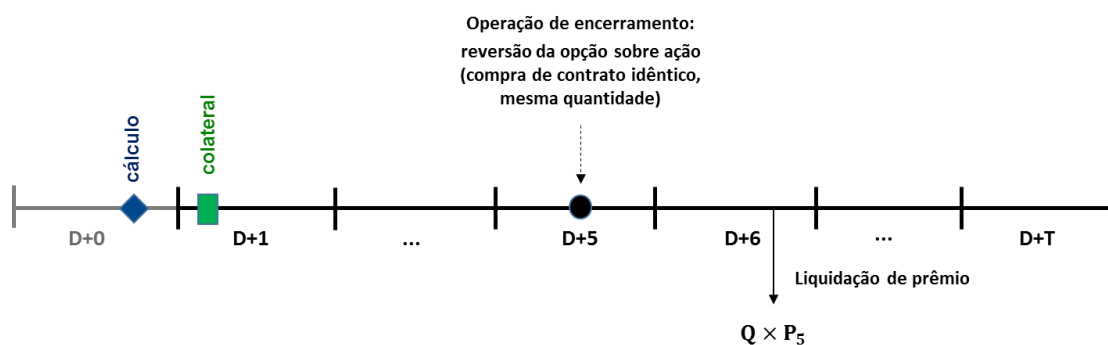 Operação de encerramento:
reversão da opção sobre ação
(compra de contrato idêntico,
mesma quantidade)
cálculo
colateral
D+0
D+1
...
D+5
D+6
...
D+T
Liquidação de prêmio
Q × P₅